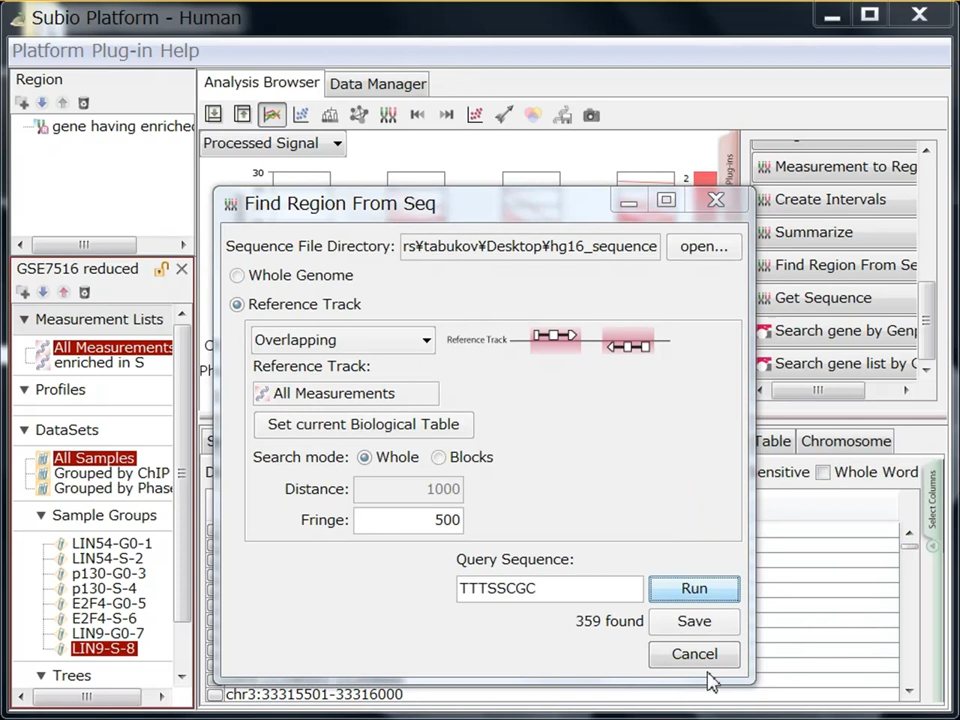 Subio Platform - Human
Platform Plug-in Help
Region
gene having enriched
Analysis Browser
Data Manager
Processed Signal
30
2
Plug-ins
Measurement to Reg
Create Intervals
Summarize
Find Region From Se
Get Sequence
Search gene by Genp
Search gene list by G
GSE7516 reduced
Measurement Lists
All Measurements
enriched in S
Profiles
DataSets
All Samples
Grouped by ChIP
Grouped by Phase
Sample Groups
LIN54-G0-1
LIN54-S-2
p130-G0-3
p130-S-4
E2F4-G0-5
E2F4-S-6
LIN9-G0-7
LIN9-S-8
Trees
Find Region From Seq
Sequence File Directory: rs¥tabukov¥Desktop¥hg16_sequence open...
Whole Genome
Reference Track
Overlapping
Reference Track
Reference Track:
All Measurements
Set current Biological Table
Search mode: Whole Blocks
Distance: 1000
Fringe: 500
Query Sequence:
TTTSSCGC Run
359 found Save
Cancel
Table Chromosome
ensitive Whole Word
Select Columns
chr3:33315501-33316000